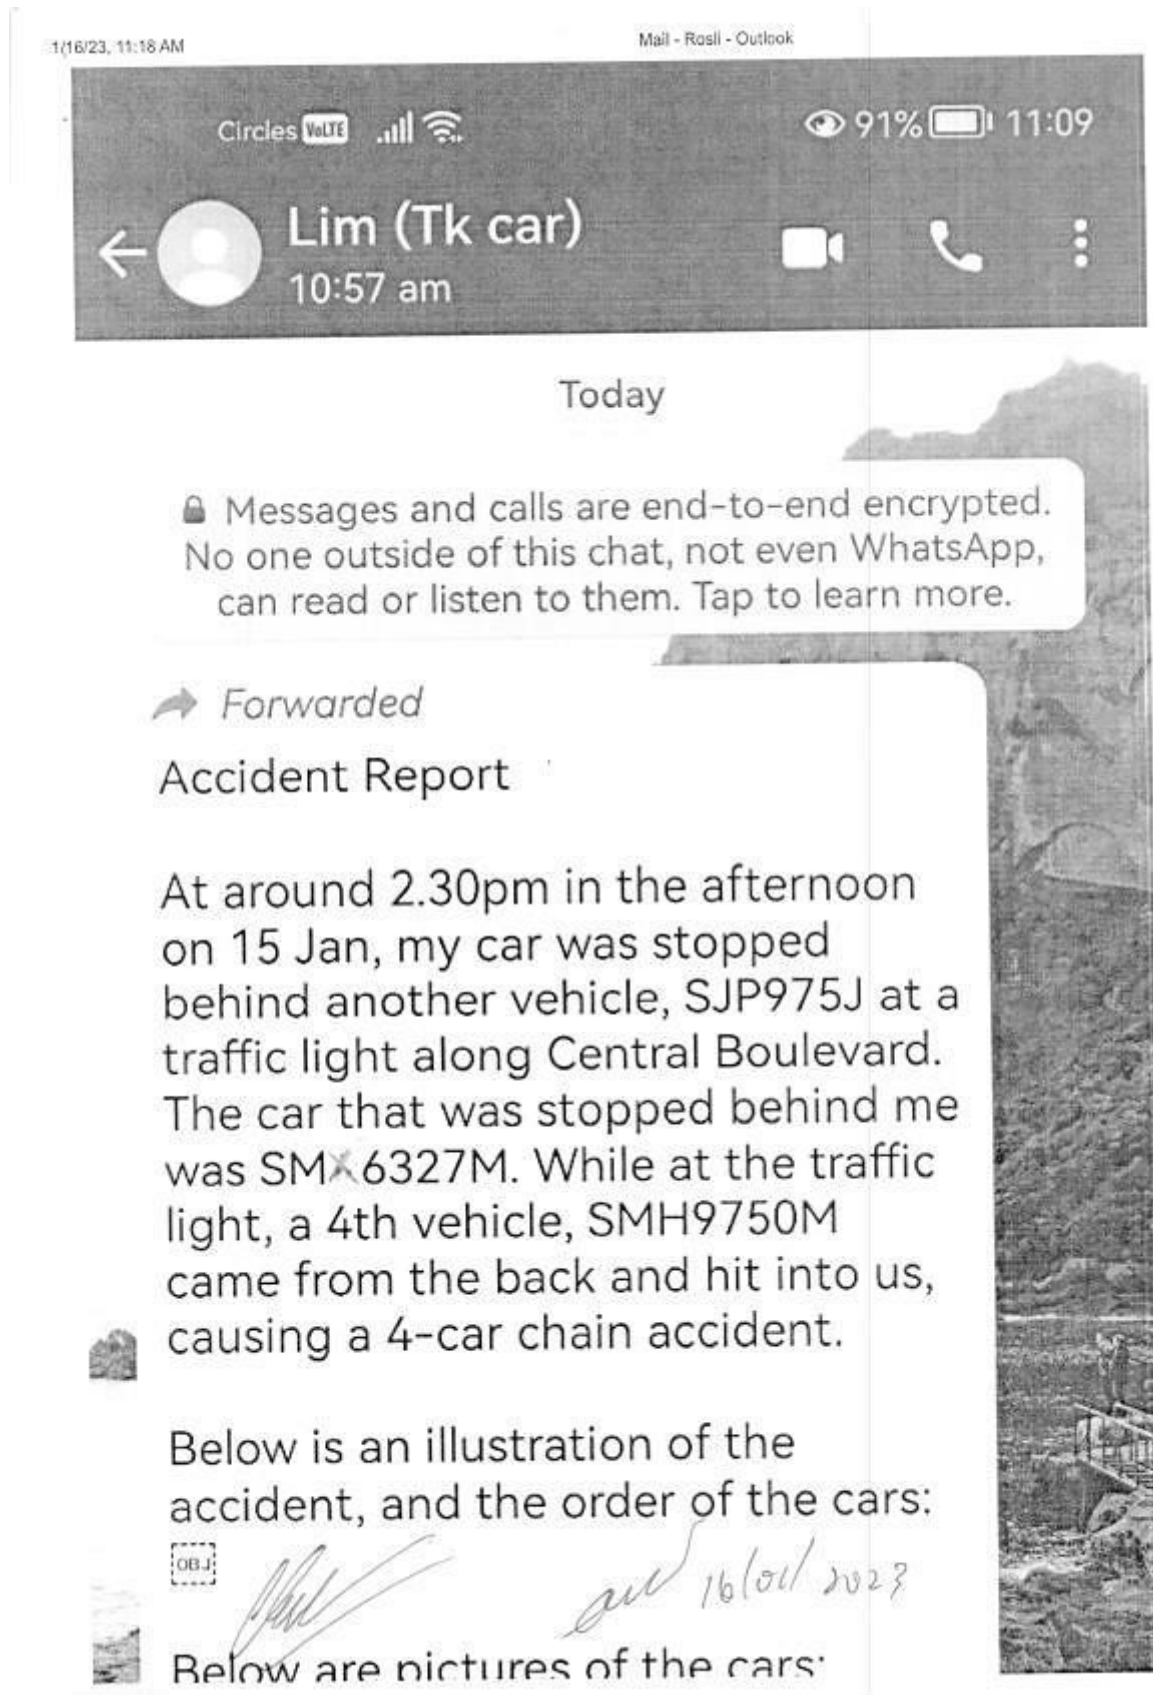 1/16/23, 11:18 AM
Mail - Rosli - Outlook
Circles VoLTE 91% 11:09
Lim (Tk car)
10:57 am
Today
Messages and calls are end-to-end encrypted.
No one outside of this chat, not even WhatsApp,
can read or listen to them. Tap to learn more.
Forwarded
Accident Report
At around 2.30pm in the afternoon
on 15 Jan, my car was stopped
behind another vehicle, SJP975J at a
traffic light along Central Boulevard.
The car that was stopped behind me
was SMX6327M. While at the traffic
light, a 4th vehicle, SMH9750M
came from the back and hit into us,
causing a 4-car chain accident.
Below is an illustration of the
accident, and the order of the cars:
OBJ
16/01/2023
Below are pictures of the cars: